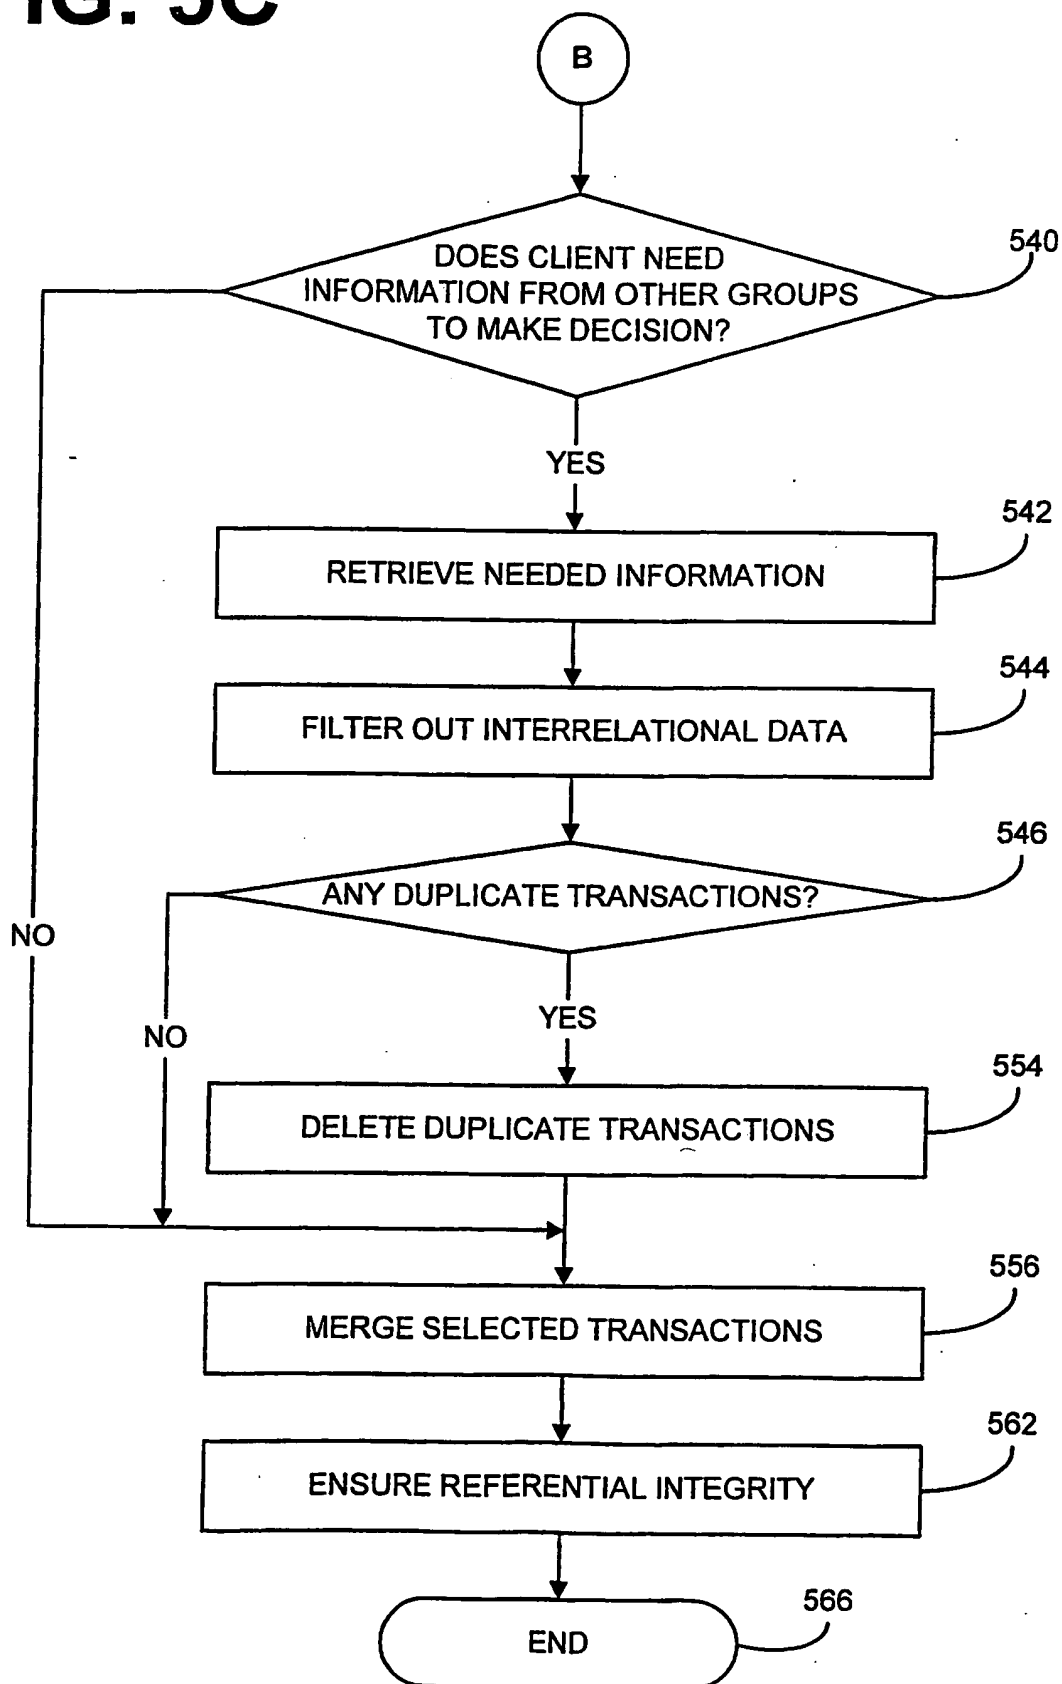 IG. 5C
B
DOES CLIENT NEED
INFORMATION FROM OTHER GROUPS
TO MAKE DECISION?
540
YES
RETRIEVE NEEDED INFORMATION
542
FILTER OUT INTERRELATIONAL DATA
544
ANY DUPLICATE TRANSACTIONS?
546
NO
NO
YES
DELETE DUPLICATE TRANSACTIONS
554
MERGE SELECTED TRANSACTIONS
556
ENSURE REFERENTIAL INTEGRITY
562
END
566